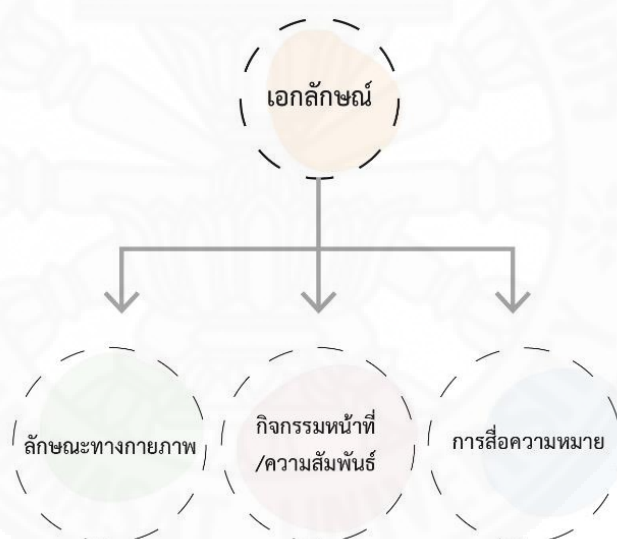 เอกลักษณ์
ลักษณะทางกายภาพ
กิจกรรมหน้าที่
/ความสัมพันธ์
การสื่อความหมาย